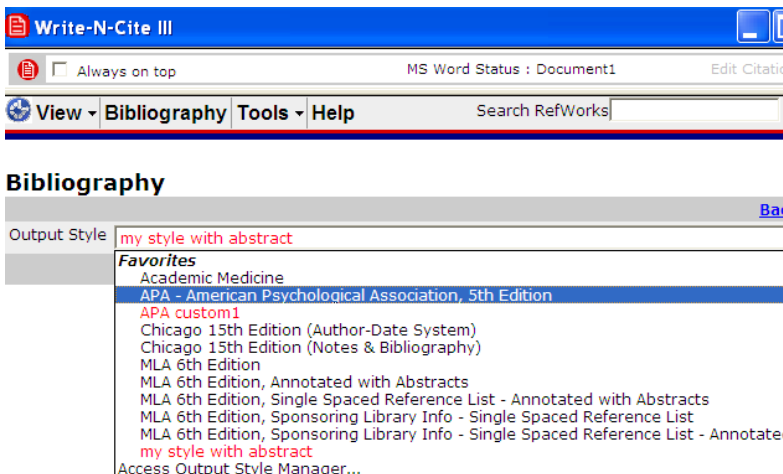 Write-N-Cite III
Always on top MS Word Status : Document1 Edit
View Bibliography Tools Help Search RefWorks
Bibliography
Output Style my style with abstract
Favorites
Academic Medicine
APA - American Psychological Association, 5th Edition
APA custom1
Chicago 15th Edition (Author-Date System)
Chicago 15th Edition (Notes & Bibliography)
MLA 6th Edition
MLA 6th Edition, Annotated with Abstracts
MLA 6th Edition, Single Spaced Reference List - Annotated with Abstracts
MLA 6th Edition, Sponsoring Library Info - Single Spaced Reference List
MLA 6th Edition, Sponsoring Library Info - Single Spaced Reference List -
my style with abstract
Access Output Style Manager...